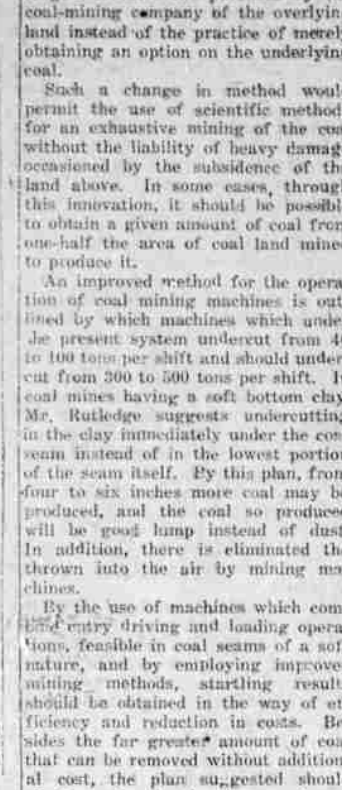 coal-mining company of the overlyin
land instead of the practice of merel
obtaining an option on the underlyin
coal.
Such a change in method woul
permit the use of scientific method
for an exhaustive mining of the coa
without the liability of heavy damag
occasioned by the subsidence of th
land above. In some cases, throug
this innovation, it should be possibl
to obtain a given amount of coal from
one-half the area of coal land mine
to produce it.
An improved method for the opera
tion of coal mining machines is out
lined by which machines which unde
the present system undercut from 4
to 100 tons per shift and should under
cut from 300 to 500 tons per shift. I
coal mines having a soft bottom clay
Mr. Rutledge suggests undercuttin
in the clay immediately under the coa
seam instead of in the lowest portion
of the seam itself. By this plan, from
four to six inches more coal may b
produced, and the coal so produce
will be good lump instead of dust
In addition, there is eliminated th
thrown into the air by mining ma
chines.
By the use of machines which com
entry driving and loading opera
tions, feasible in coal seams of a sof
nature, and by employing improve
mining methods, startling result
should be obtained in the way of ef
ficiency and reduction in costs. Be
sides the far greater amount of coa
that can be removed without addition
al cost, the plan suggested shoul